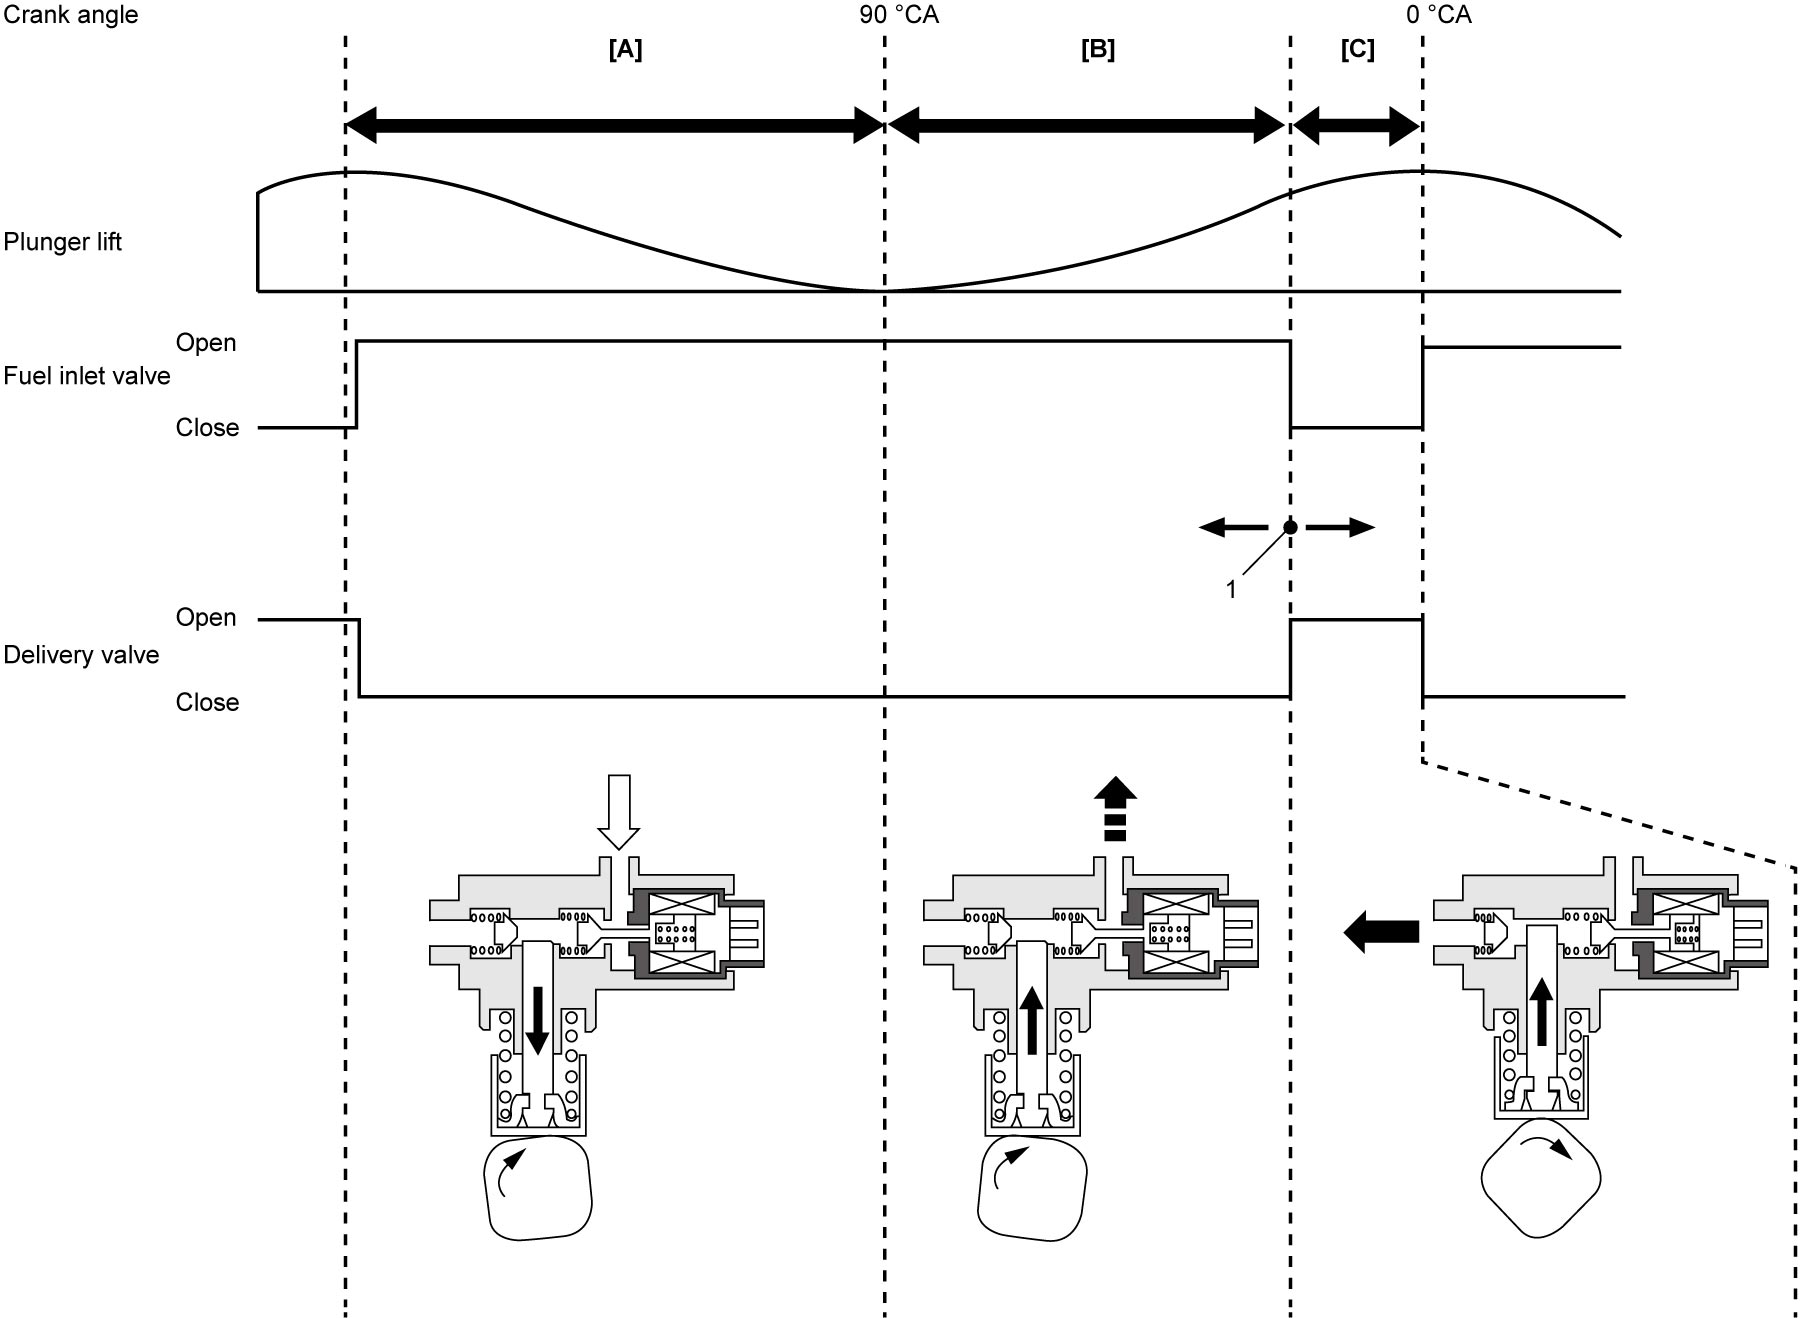 Crank angle
90 °CA
0 °CA
[A]
[B]
[C]
Plunger lift
Open
Fuel inlet valve
Close
1
Open
Delivery valve
Close